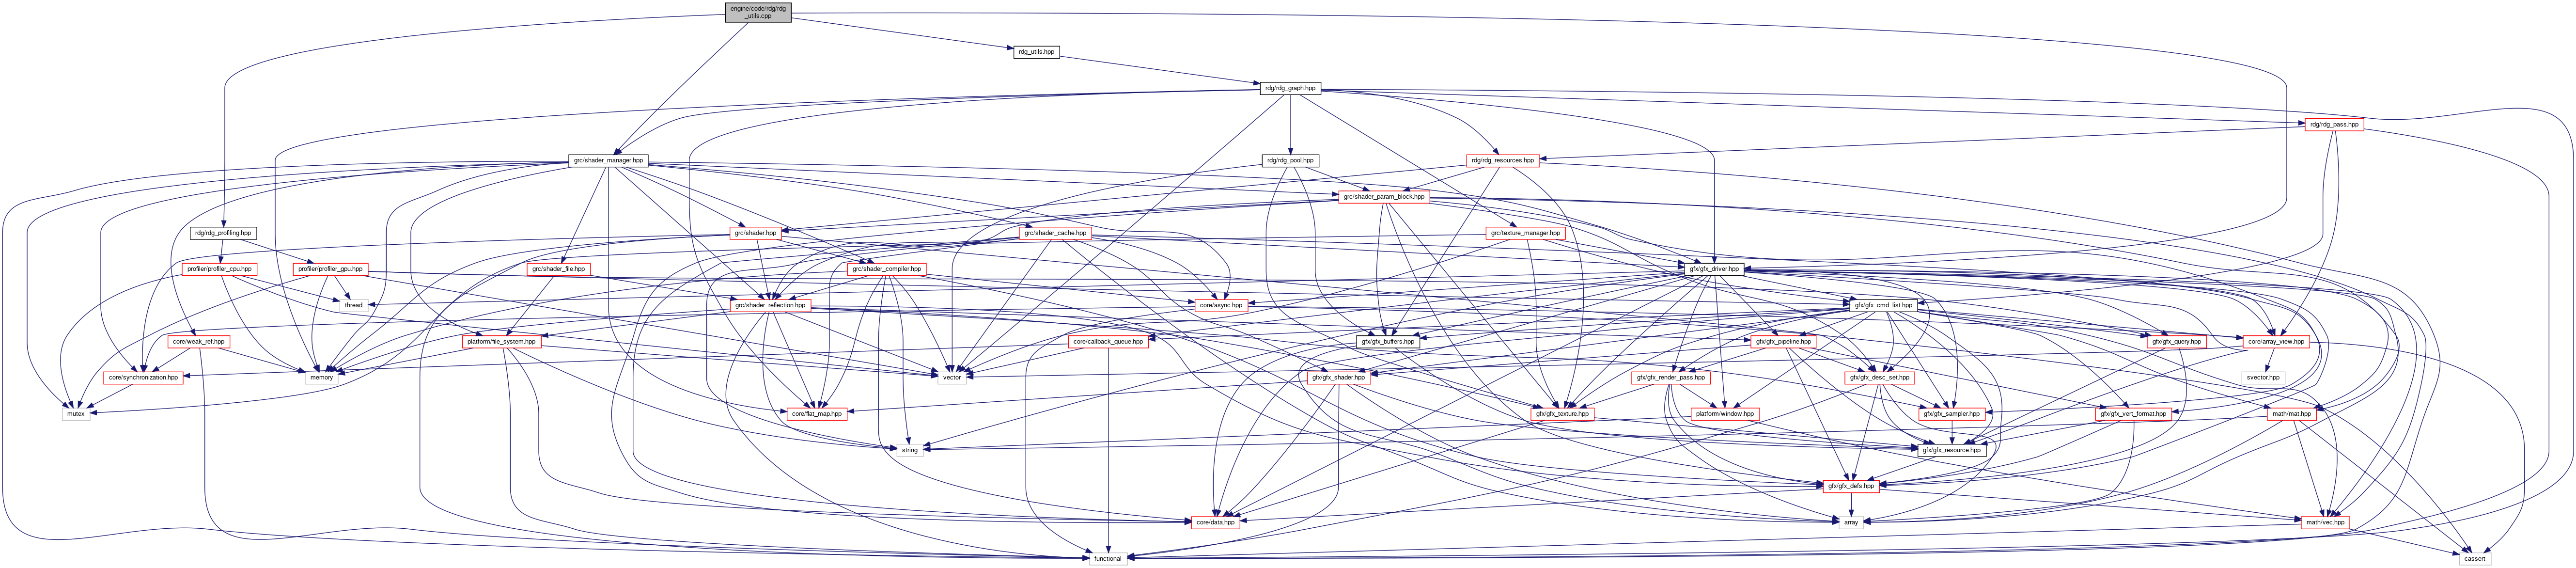 engine/code/rdg/rdg
_utils.cpp
rdg_utils.hpp
rdg/rdg_graph.hpp
rdg/rdg_pass.hpp
grc/shader_manager.hpp
rdg/rdg_pool.hpp
rdg/rdg_resources.hpp
grc/shader_param_block.hpp
rdg/rdg_profiling.hpp
grc/shader.hpp
grc/shader_cache.hpp
grc/texture_manager.hpp
profiler/profiler_cpu.hpp
profiler/profiler_gpu.hpp
grc/shader_file.hpp
grc/shader_compiler.hpp
gfx/gfx_driver.hpp
thread
grc/shader_reflection.hpp
core/async.hpp
gfx/gfx_cmd_list.hpp
core/weak_ref.hpp
platform/file_system.hpp
core/callback_queue.hpp
gfx/gfx_buffers.hpp
gfx/gfx_pipeline.hpp
gfx/gfx_query.hpp
core/array_view.hpp
core/synchronization.hpp
memory
vector
gfx/gfx_shader.hpp
gfx/gfx_render_pass.hpp
gfx/gfx_desc_set.hpp
svector.hpp
mutex
core/flat_map.hpp
gfx/gfx_texture.hpp
platform/window.hpp
gfx/gfx_sampler.hpp
gfx/gfx_vert_format.hpp
math/mat.hpp
string
gfx/gfx_resource.hpp
gfx/gfx_defs.hpp
core/data.hpp
array
math/vec.hpp
functional
cassert